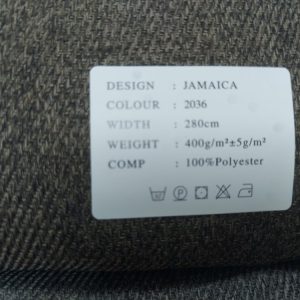 DESIGN : JAMAICA
COLOUR : 2036
WIDTH : 280cm
WEIGHT : 400g/m²±5g/m²
COMP : 100%Polyester